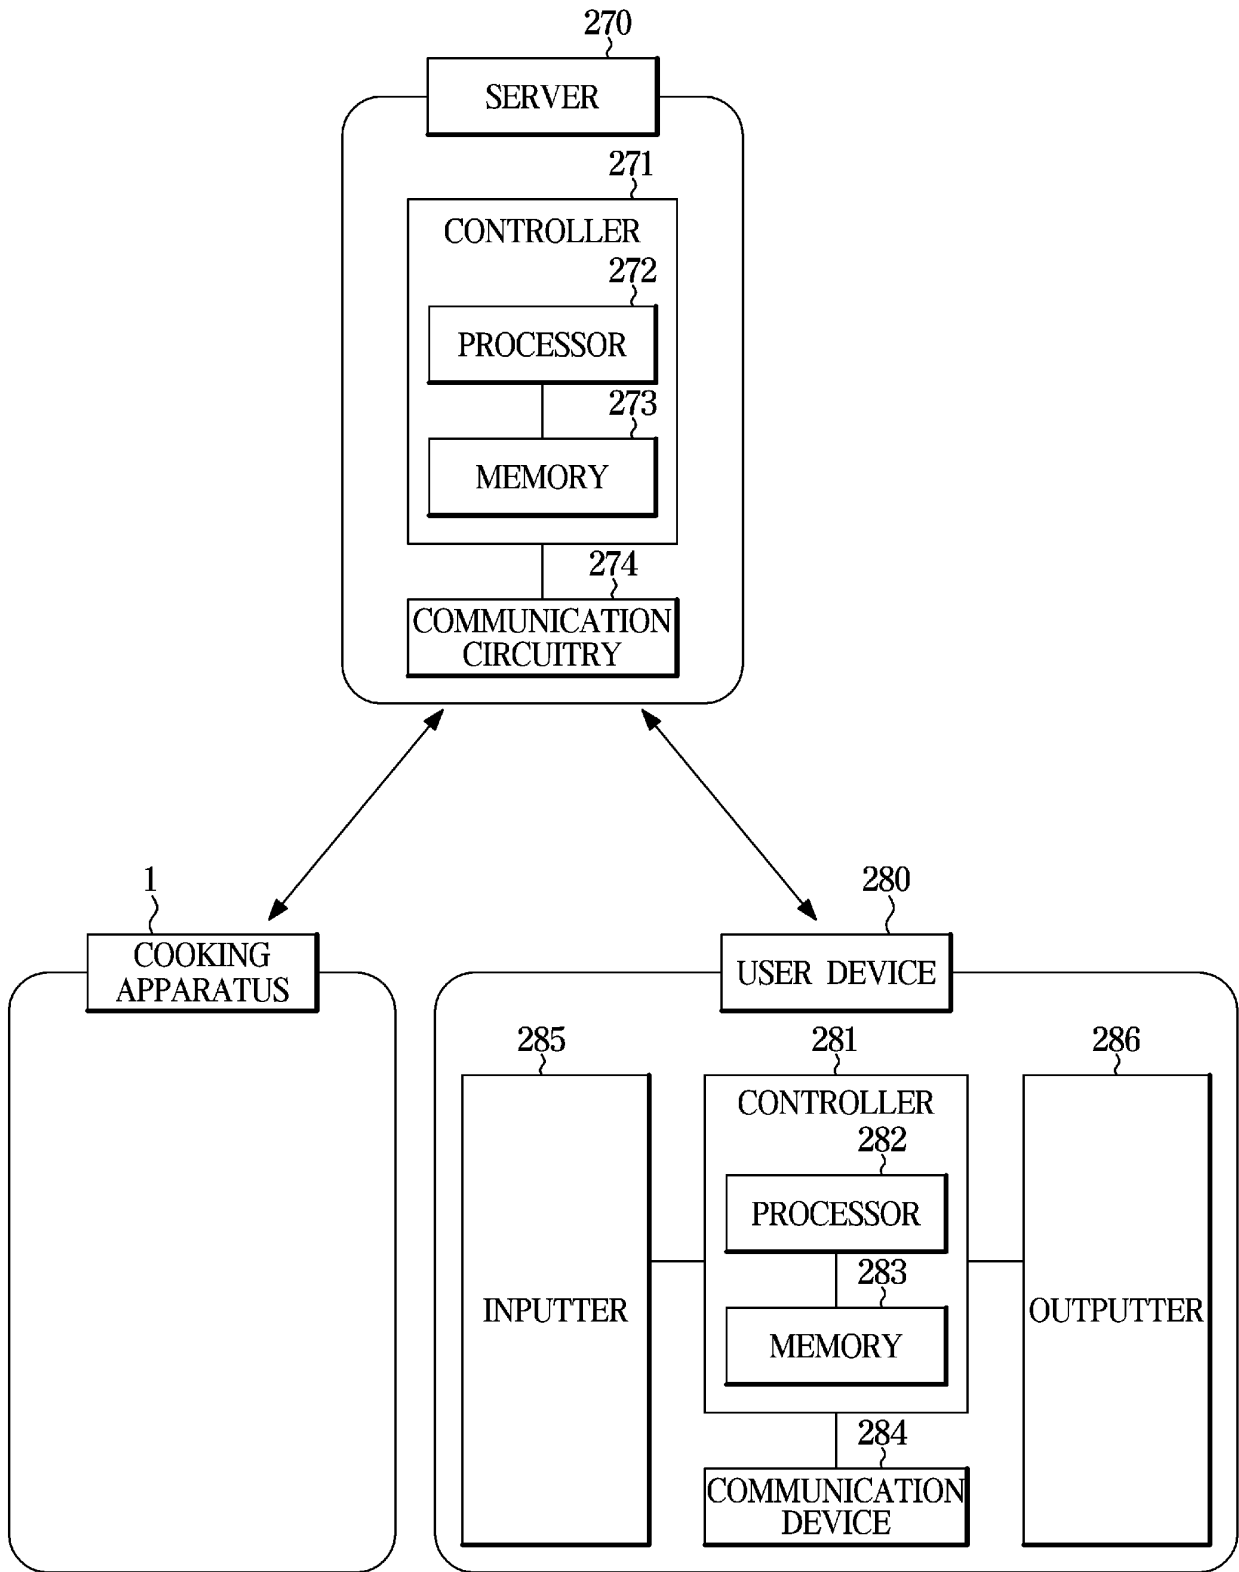 270
SERVER
271
CONTROLLER
272
PROCESSOR
273
MEMORY
274
COMMUNICATION
CIRCUITRY
1
COOKING
APPARATUS
280
USER DEVICE
285
INPUTTER
281
CONTROLLER
282
PROCESSOR
283
MEMORY
284
COMMUNICATION
DEVICE
286
OUTPUTTER